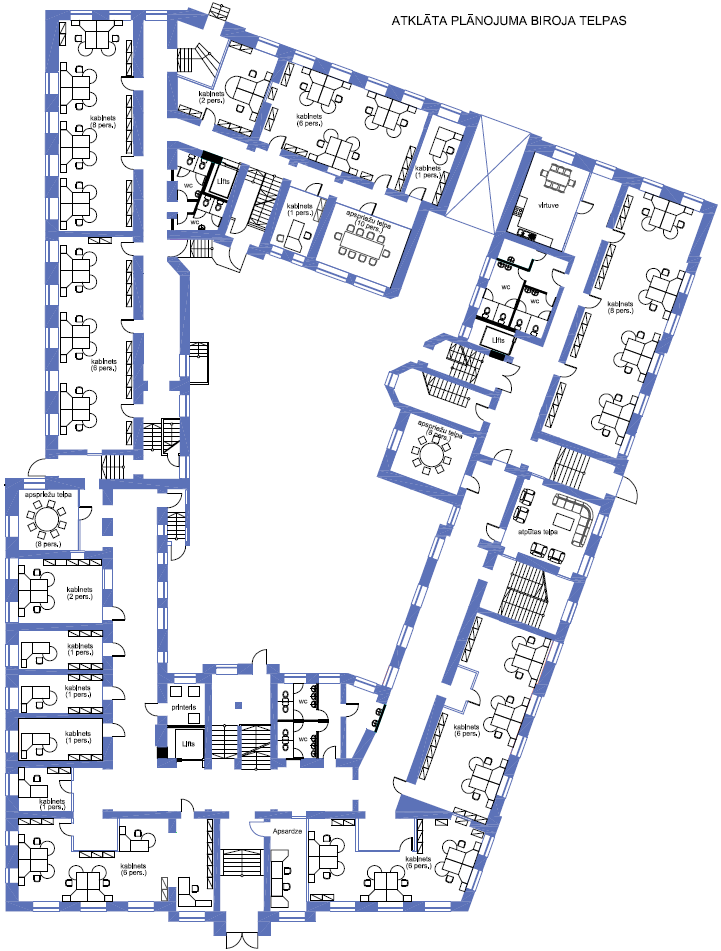 ATKLĀTA PLĀNOJUMA BIROJA TELPAS
kabInets
(2 pers.)
kabInets
(8 pers.)
kabInets
(6 pers.)
kabInets
(1 pers.)
wc
LIfts
wc
kabInets
(1 pers.)
apsprIežu telpa
(10 pers.)
vIrtuve
wc
wc
LIfts
kabInets
(8 pers.)
kabInets
(6 pers.)
apsprIežu telpa
(8 pers.)
apsprIežu telpa
(8 pers.)
atpūtas telpa
kabInets
(2 pers.)
kabInets
(1 pers.)
kabInets
(1 pers.)
kabInets
(1 pers.)
kabInets
(1 pers.)
prInterIs
LIfts
wc
wc
kabInets
(6 pers.)
Apsardze
kabInets
(6 pers.)
kabInets
(6 pers.)